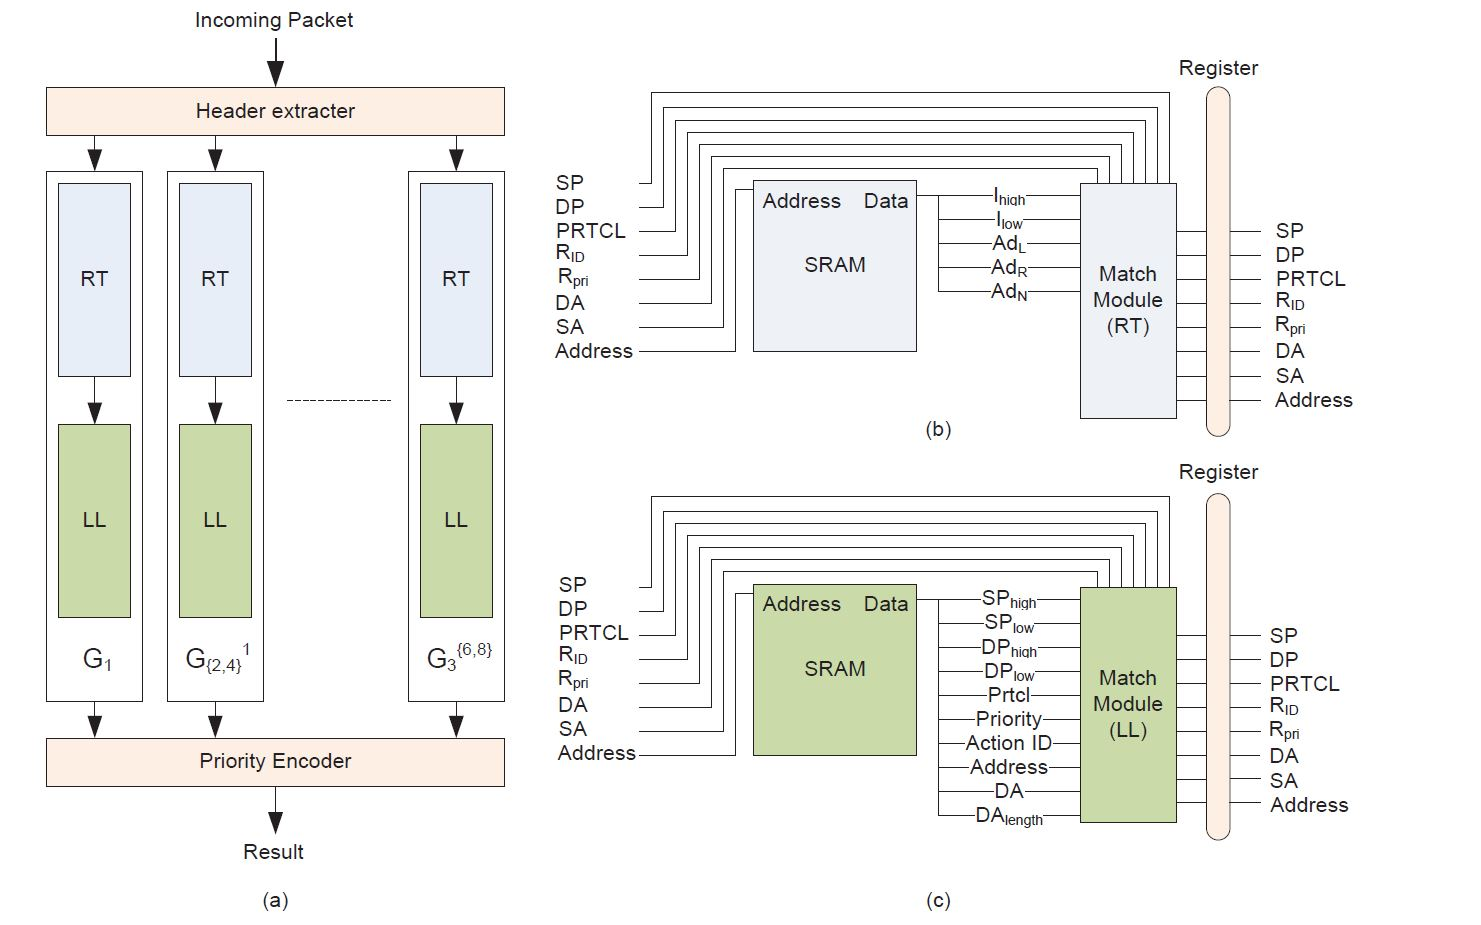 Incoming Packet
Header extracter
RT
RT
RT
LL
LL
LL
G1
G{2,4}1
G3{6,8}
Priority Encoder
Result
(a)
Register
SP
DP
PRTCL
RID
Rpri
DA
SA
Address
Address Data
SRAM
Ihigh
Ilow
AdL
AdR
AdN
Match
Module
(RT)
SP
DP
PRTCL
RID
Rpri
DA
SA
Address
(b)
Register
SP
DP
PRTCL
RID
Rpri
DA
SA
Address
Address Data
SRAM
SPhigh
SPlow
DPhigh
DPlow
Prtcl
Priority
Action ID
Address
DA
DAlength
Match
Module
(LL)
SP
DP
PRTCL
RID
Rpri
DA
SA
Address
(c)